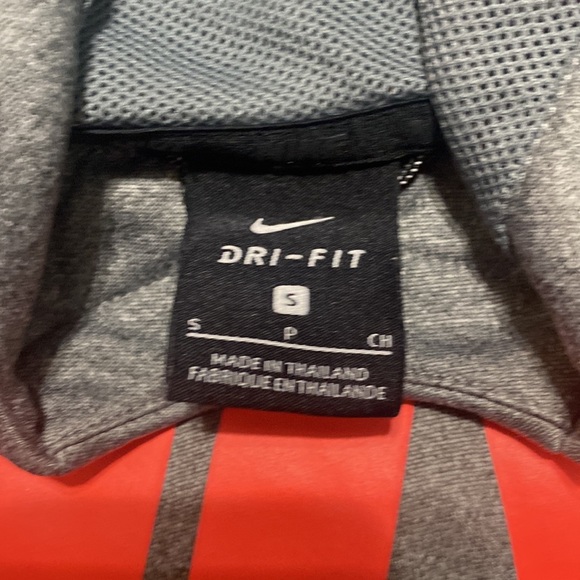 DRI-FIT
S
S P CH
MADE IN THAILAND
FABRIQUE EN THAILANDE